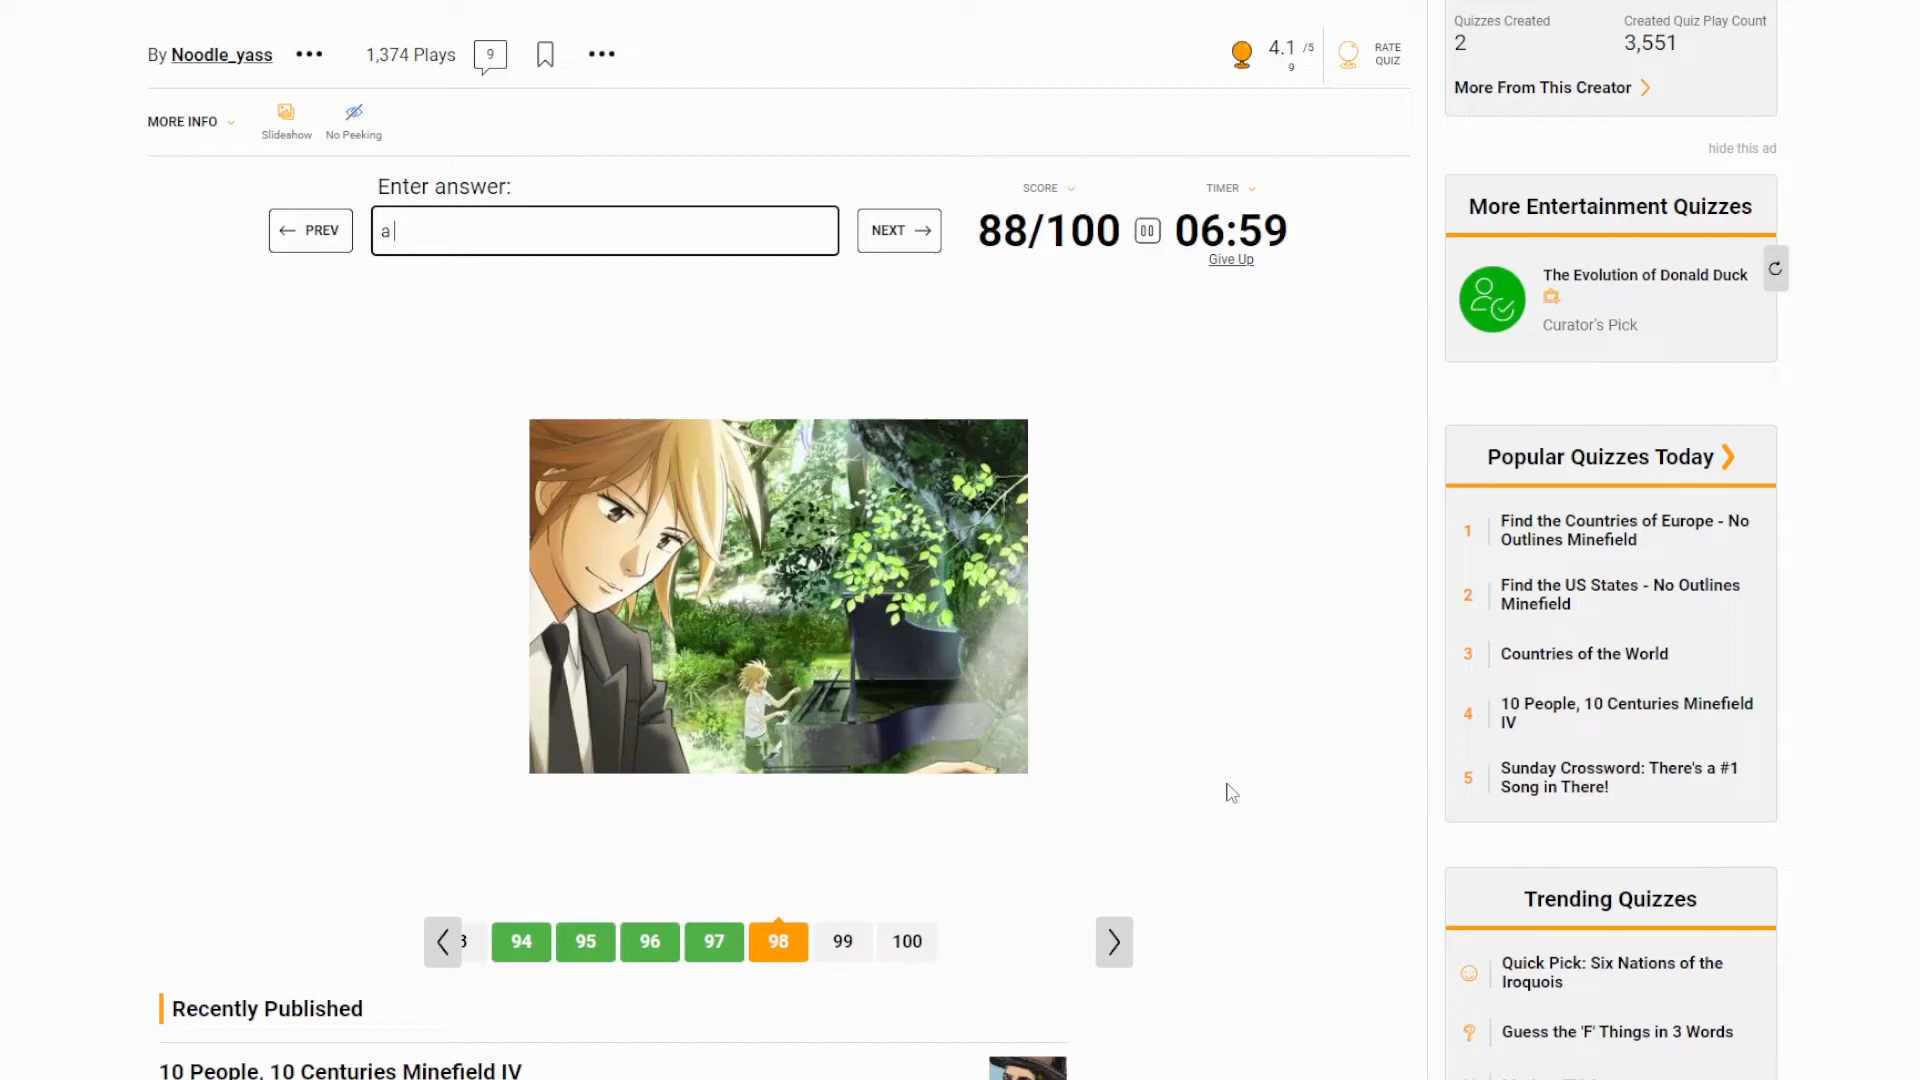 By Noodle_yass
1,374 Plays
9
4.1 /5
9
RATE
QUIZ
MORE INFO
Slideshow
No Peeking
Enter answer:
PREV
a
NEXT
SCORE
88/100
TIMER
06:59
Give Up
94
95
96
97
98
99
100
Recently Published
10 People, 10 Centuries Minefield IV
Quizzes Created
2
Created Quiz Play Count
3,551
More From This Creator
hide this ad
More Entertainment Quizzes
The Evolution of Donald Duck
Curator's Pick
Popular Quizzes Today
1
Find the Countries of Europe - No
Outlines Minefield
2
Find the US States - No Outlines
Minefield
3
Countries of the World
4
10 People, 10 Centuries Minefield
IV
5
Sunday Crossword: There's a #1
Song in There!
Trending Quizzes
Quick Pick: Six Nations of the
Iroquois
Guess the 'F' Things in 3 Words